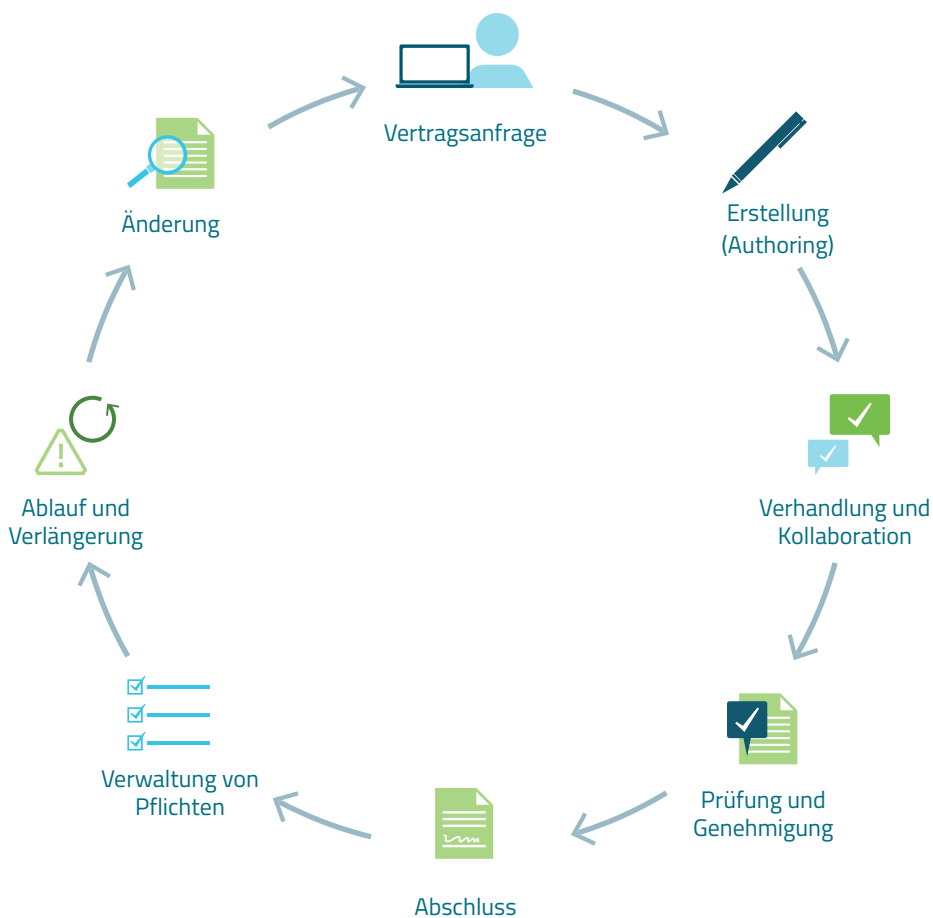 Vertragsanfrage
Erstellung
(Authoring)
Verhandlung und
Kollaboration
Prüfung und
Genehmigung
Abschluss
Verwaltung von
Pflichten
Ablauf und
Verlängerung
Änderung